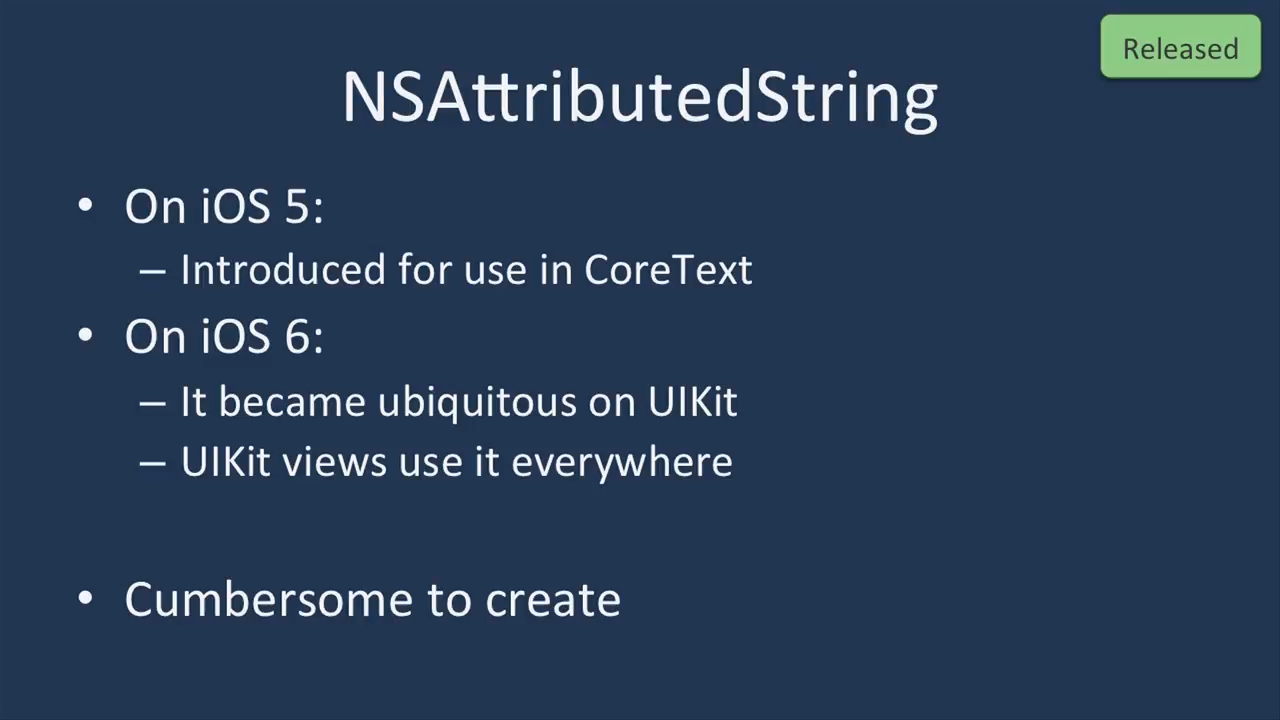 Released
NSAttributedString
• On iOS 5:
– Introduced for use in CoreText
• On iOS 6:
– It became ubiquitous on UIKit
– UIKit views use it everywhere
• Cumbersome to create